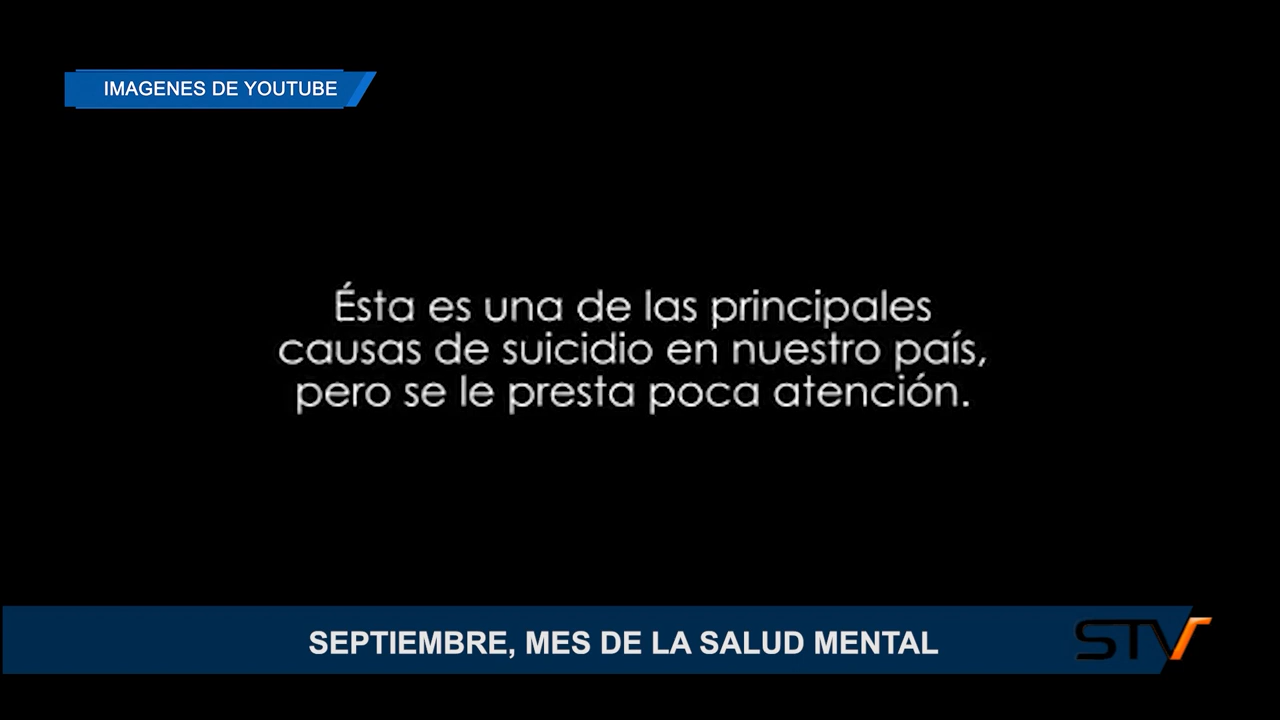 IMAGENES DE YOUTUBE
Ésta es una de las principales
causas de suicidio en nuestro país,
pero se le presta poca atención.
SEPTIEMBRE, MES DE LA SALUD MENTAL
STV